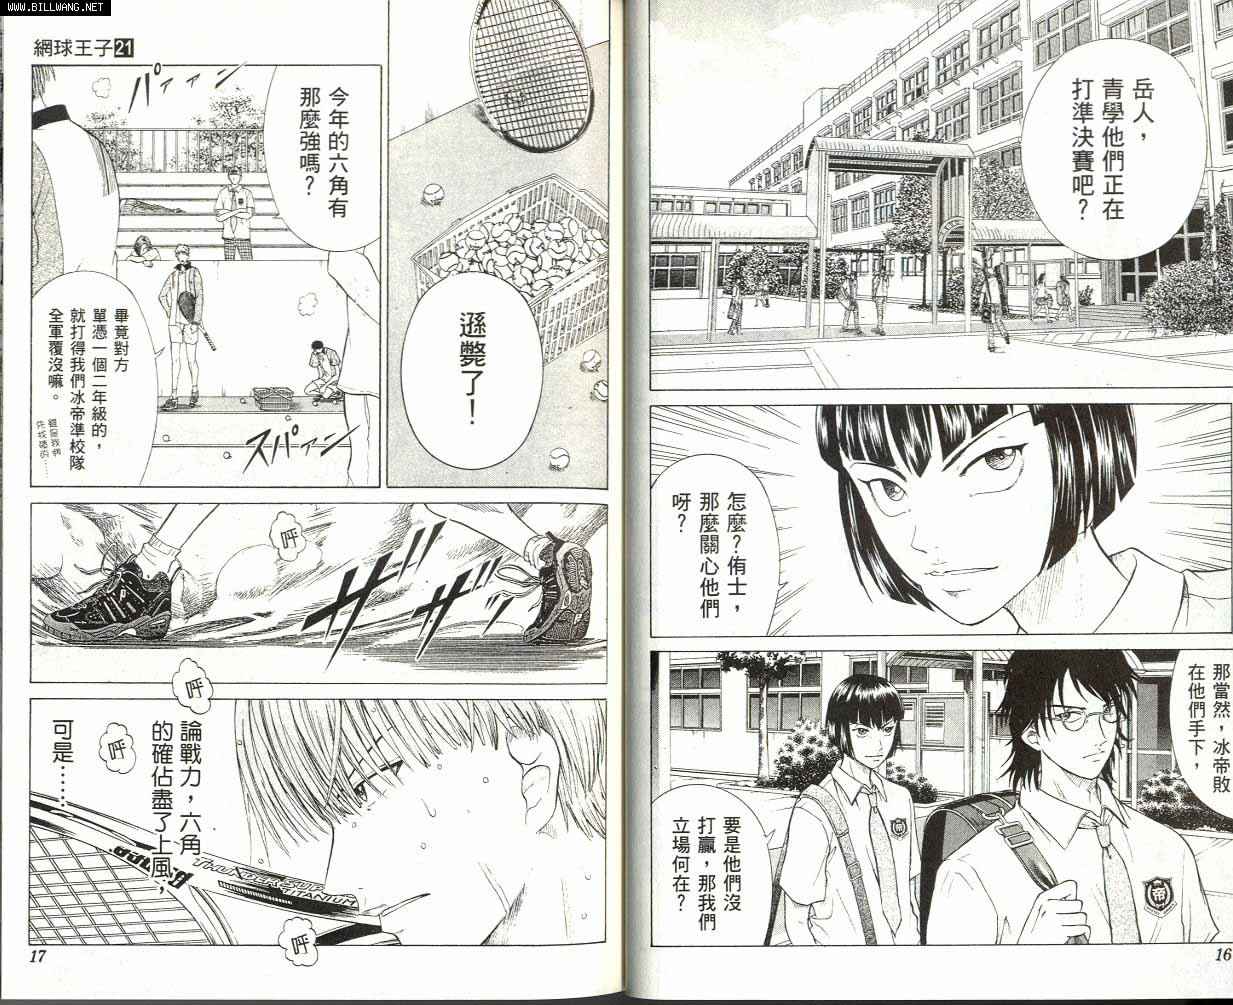 WWW.BILLWANG.NET
岳人，
青學他們正在
打準決賽吧？
怎麼？侑士，
那麼關心他們
呀？
那當然，冰帝敗
在他們手下，
要是他們沒
打贏，那我們
立場何在？
帝
16
網球王子21
遜斃了！
パァァン
今年的六角有
那麼強嗎？
畢竟對方
單憑一個二年級的，
就打得我們冰帝準校隊
全軍覆沒嘛。
スパァァン
呼
ザザッ
呼
論戰力，六角
的確佔盡了上風；
呼
可是……
THUNDER SUPER
TITANIUM
呼
17